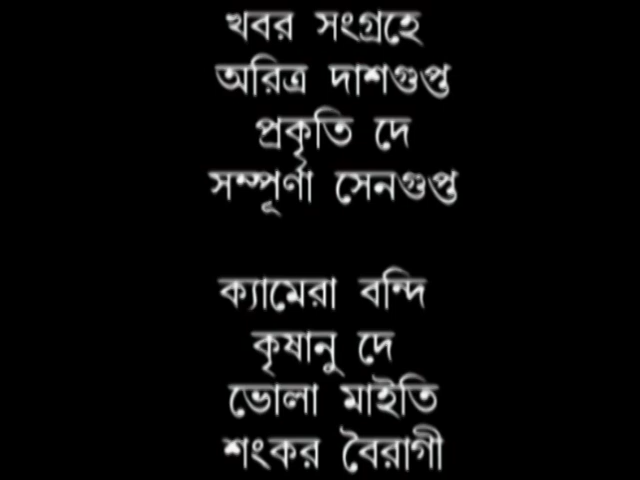 খবর সংগ্রহে
অরিত্র দাশগুপ্ত
প্রকৃতি দে
সম্পূর্ণা সেনগুপ্ত
ক্যামেরা বন্দি
কৃষানু দে
ভোলা মাইতি
শংকর বৈরাগী